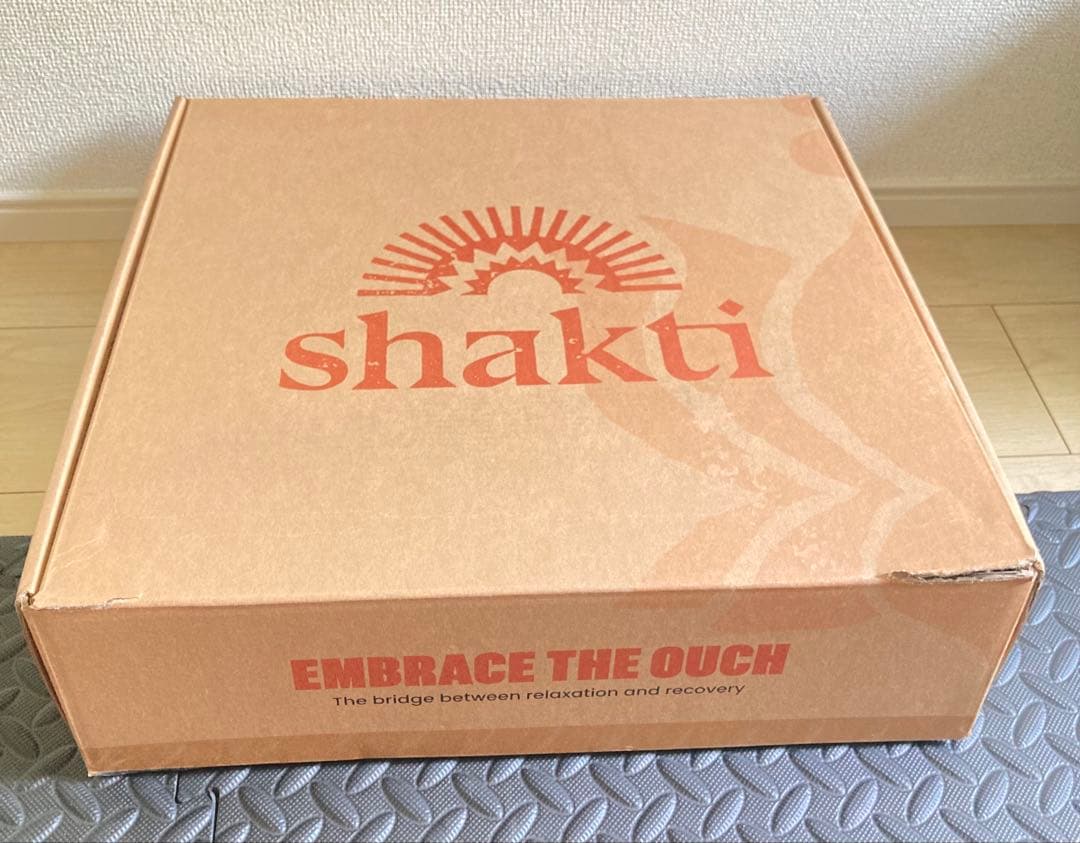 shakti
EMBRACE THE OUCH
The bridge between relaxation and recovery